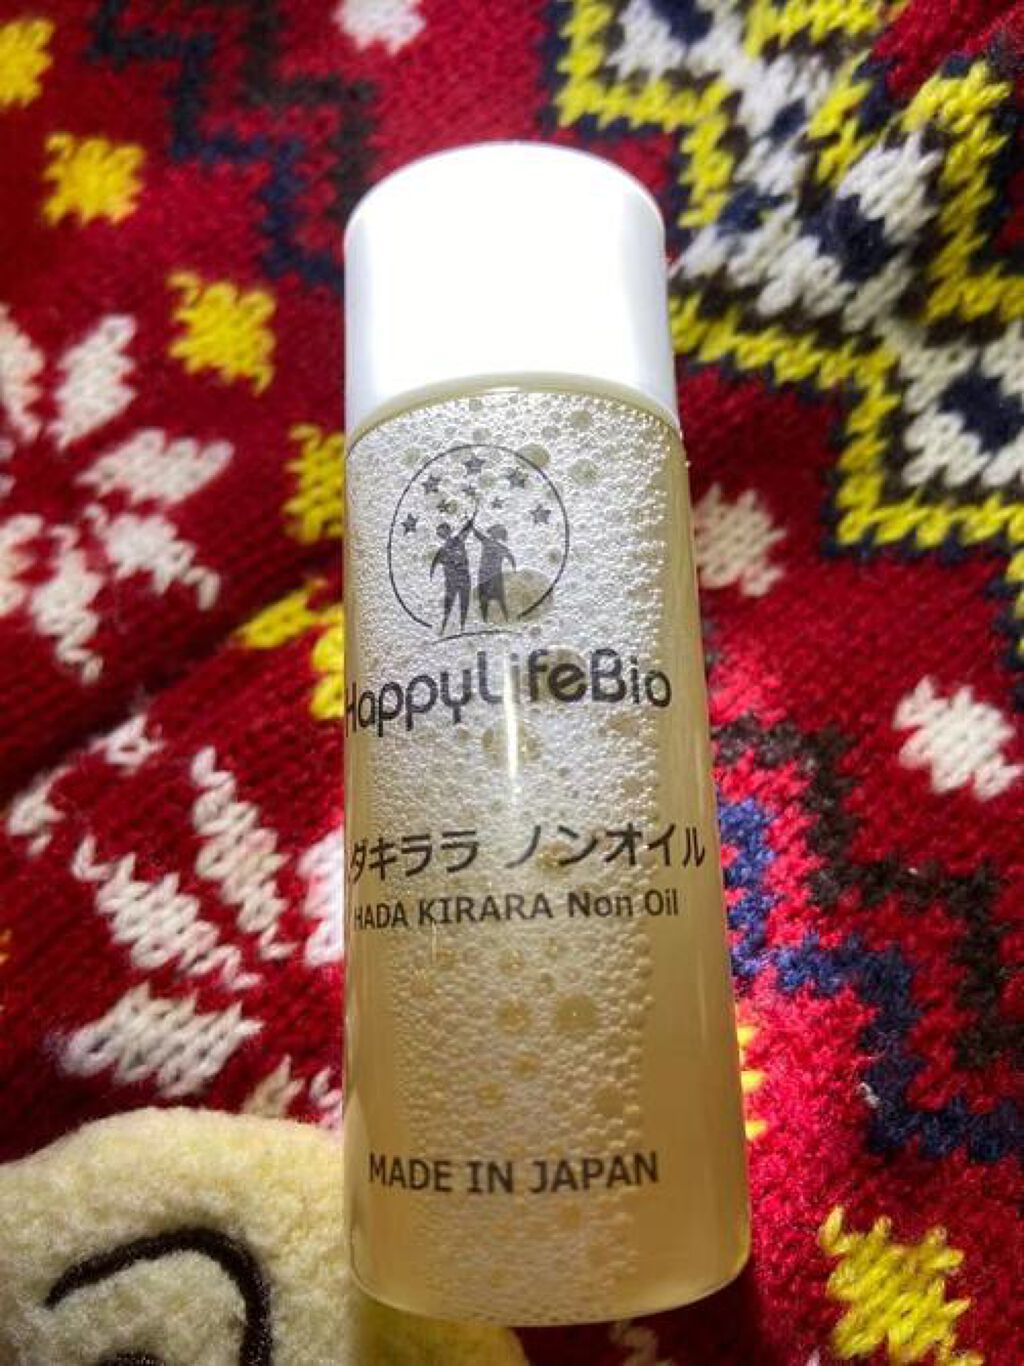 HappyLifeBio
ダキララ ノンオイル
HADA KIRARA Non Oil
MADE IN JAPAN